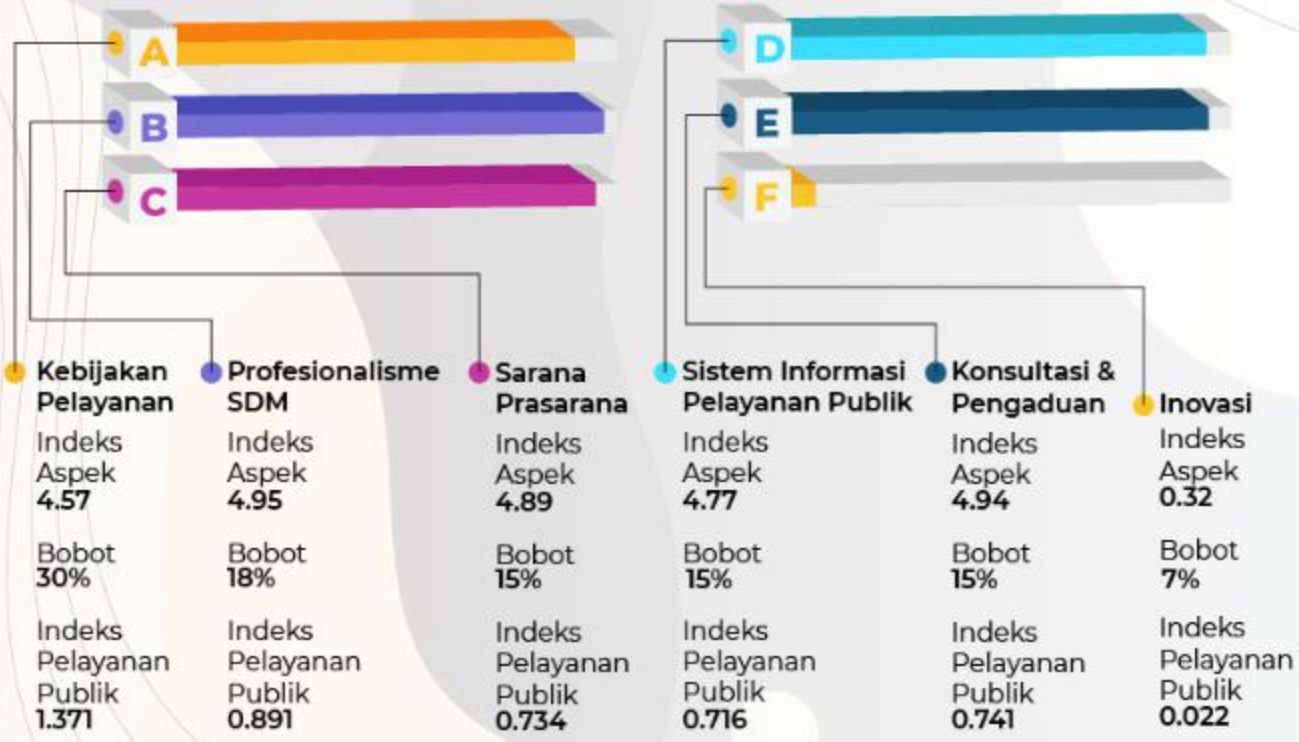 A
B
C
D
E
F
Kebijakan
Pelayanan
Indeks
Aspek
4.57
Bobot
30%
Indeks
Pelayanan
Publik
1.371
Profesionalisme
SDM
Indeks
Aspek
4.95
Bobot
18%
Indeks
Pelayanan
Publik
0.891
Sarana
Prasarana
Indeks
Aspek
4.89
Bobot
15%
Indeks
Pelayanan
Publik
0.734
Sistem Informasi
Pelayanan Publik
Indeks
Aspek
4.77
Bobot
15%
Indeks
Pelayanan
Publik
0.716
Konsultasi &
Pengaduan
Indeks
Aspek
4.94
Bobot
15%
Indeks
Pelayanan
Publik
0.741
Inovasi
Indeks
Aspek
0.32
Bobot
7%
Indeks
Pelayanan
Publik
0.022